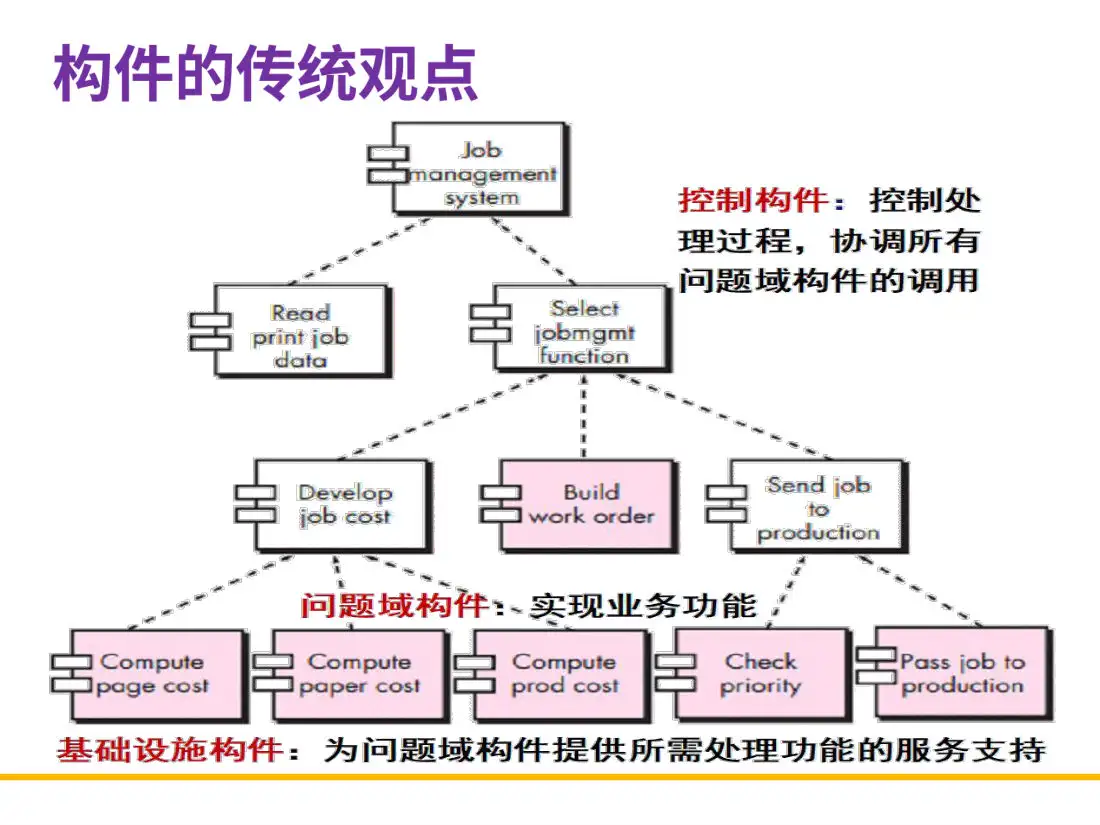 构件的传统观点
Job
management
system
控制构件：控制处
理过程，协调所有
问题域构件的调用
Read
print job
data
Select
jobmgmt
function
Develop
job cost
Build
work order
Send job
to
production
问题域构件：实现业务功能
Compute
page cost
Compute
paper cost
Compute
prod cost
Check
priority
Pass job to
production
基础设施构件：为问题域构件提供所需处理功能的服务支持